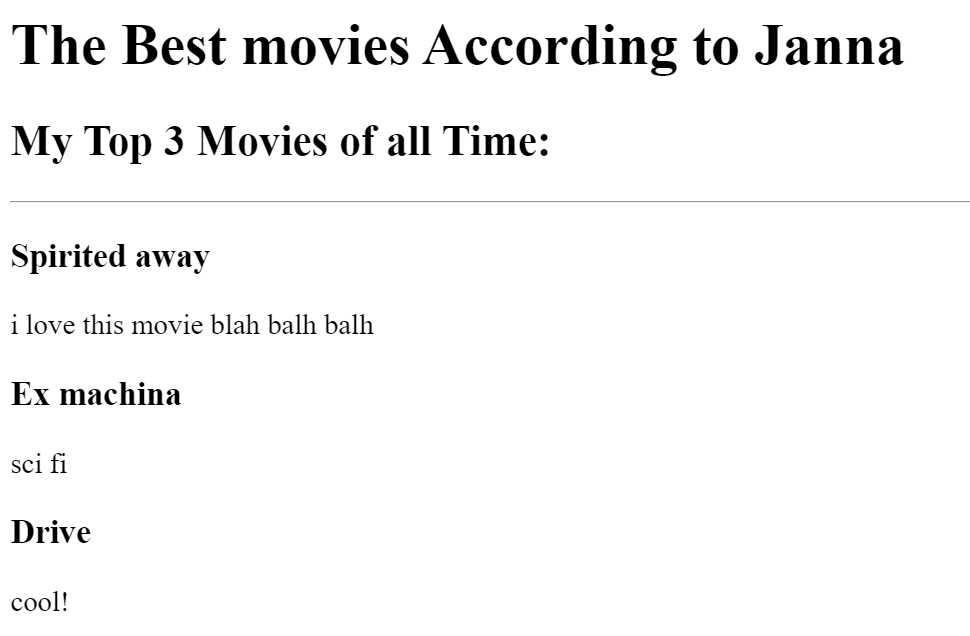 The Best movies According to Janna
My Top 3 Movies of all Time:
Spirited away
i love this movie blah balh balh
Ex machina
sci fi
Drive
cool!